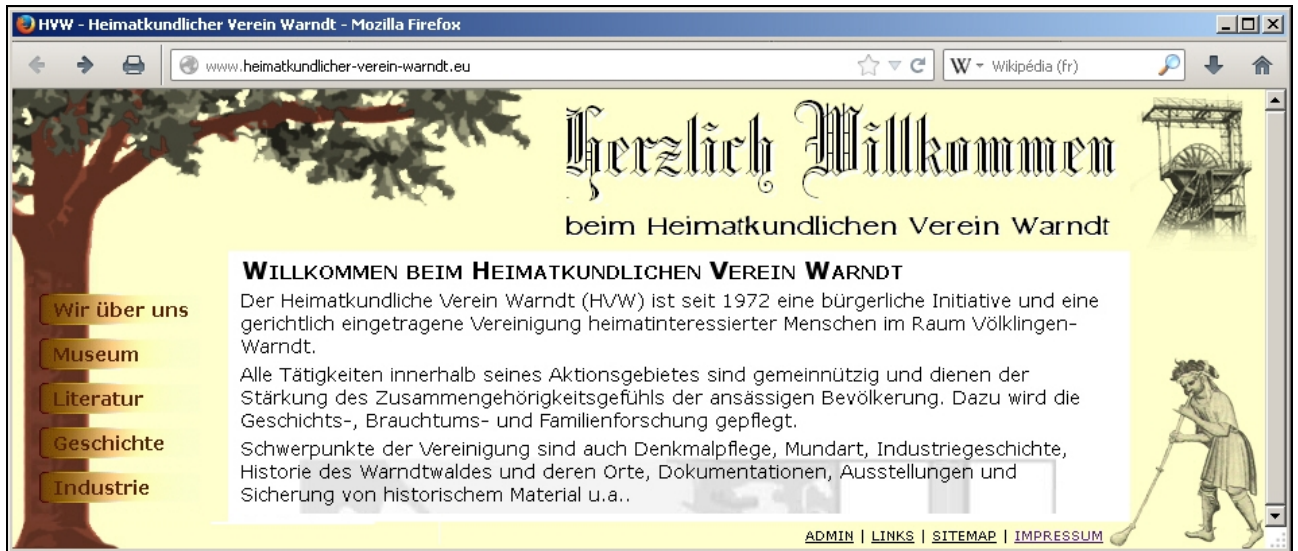 HVW - Heimatkundlicher Verein Warndt - Mozilla Firefox
www.heimatkundlicher-verein-warndt.eu
W Wikipédia (fr)
Herzlich Willkommen
beim Heimatkundlichen Verein Warndt
WILLKOMMEN BEIM HEIMATKUNDLICHEN VEREIN WARNDT
Der Heimatkundliche Verein Warndt (HVW) ist seit 1972 eine bürgerliche Initiative und eine
gerichtlich eingetragene Vereinigung heimatinteressierter Menschen im Raum Völklingen-
Warndt.
Alle Tätigkeiten innerhalb seines Aktionsgebietes sind gemeinnützig und dienen der
Stärkung des Zusammengehörigkeitsgefühls der ansässigen Bevölkerung. Dazu wird die
Geschichts-, Brauchtums- und Familienforschung gepflegt.
Schwerpunkte der Vereinigung sind auch Denkmalpflege, Mundart, Industriegeschichte,
Historie des Warndtwaldes und deren Orte, Dokumentationen, Ausstellungen und
Sicherung von historischem Material u.a..
Wir über uns
Museum
Literatur
Geschichte
Industrie
ADMIN | LINKS | SITEMAP | IMPRESSUM